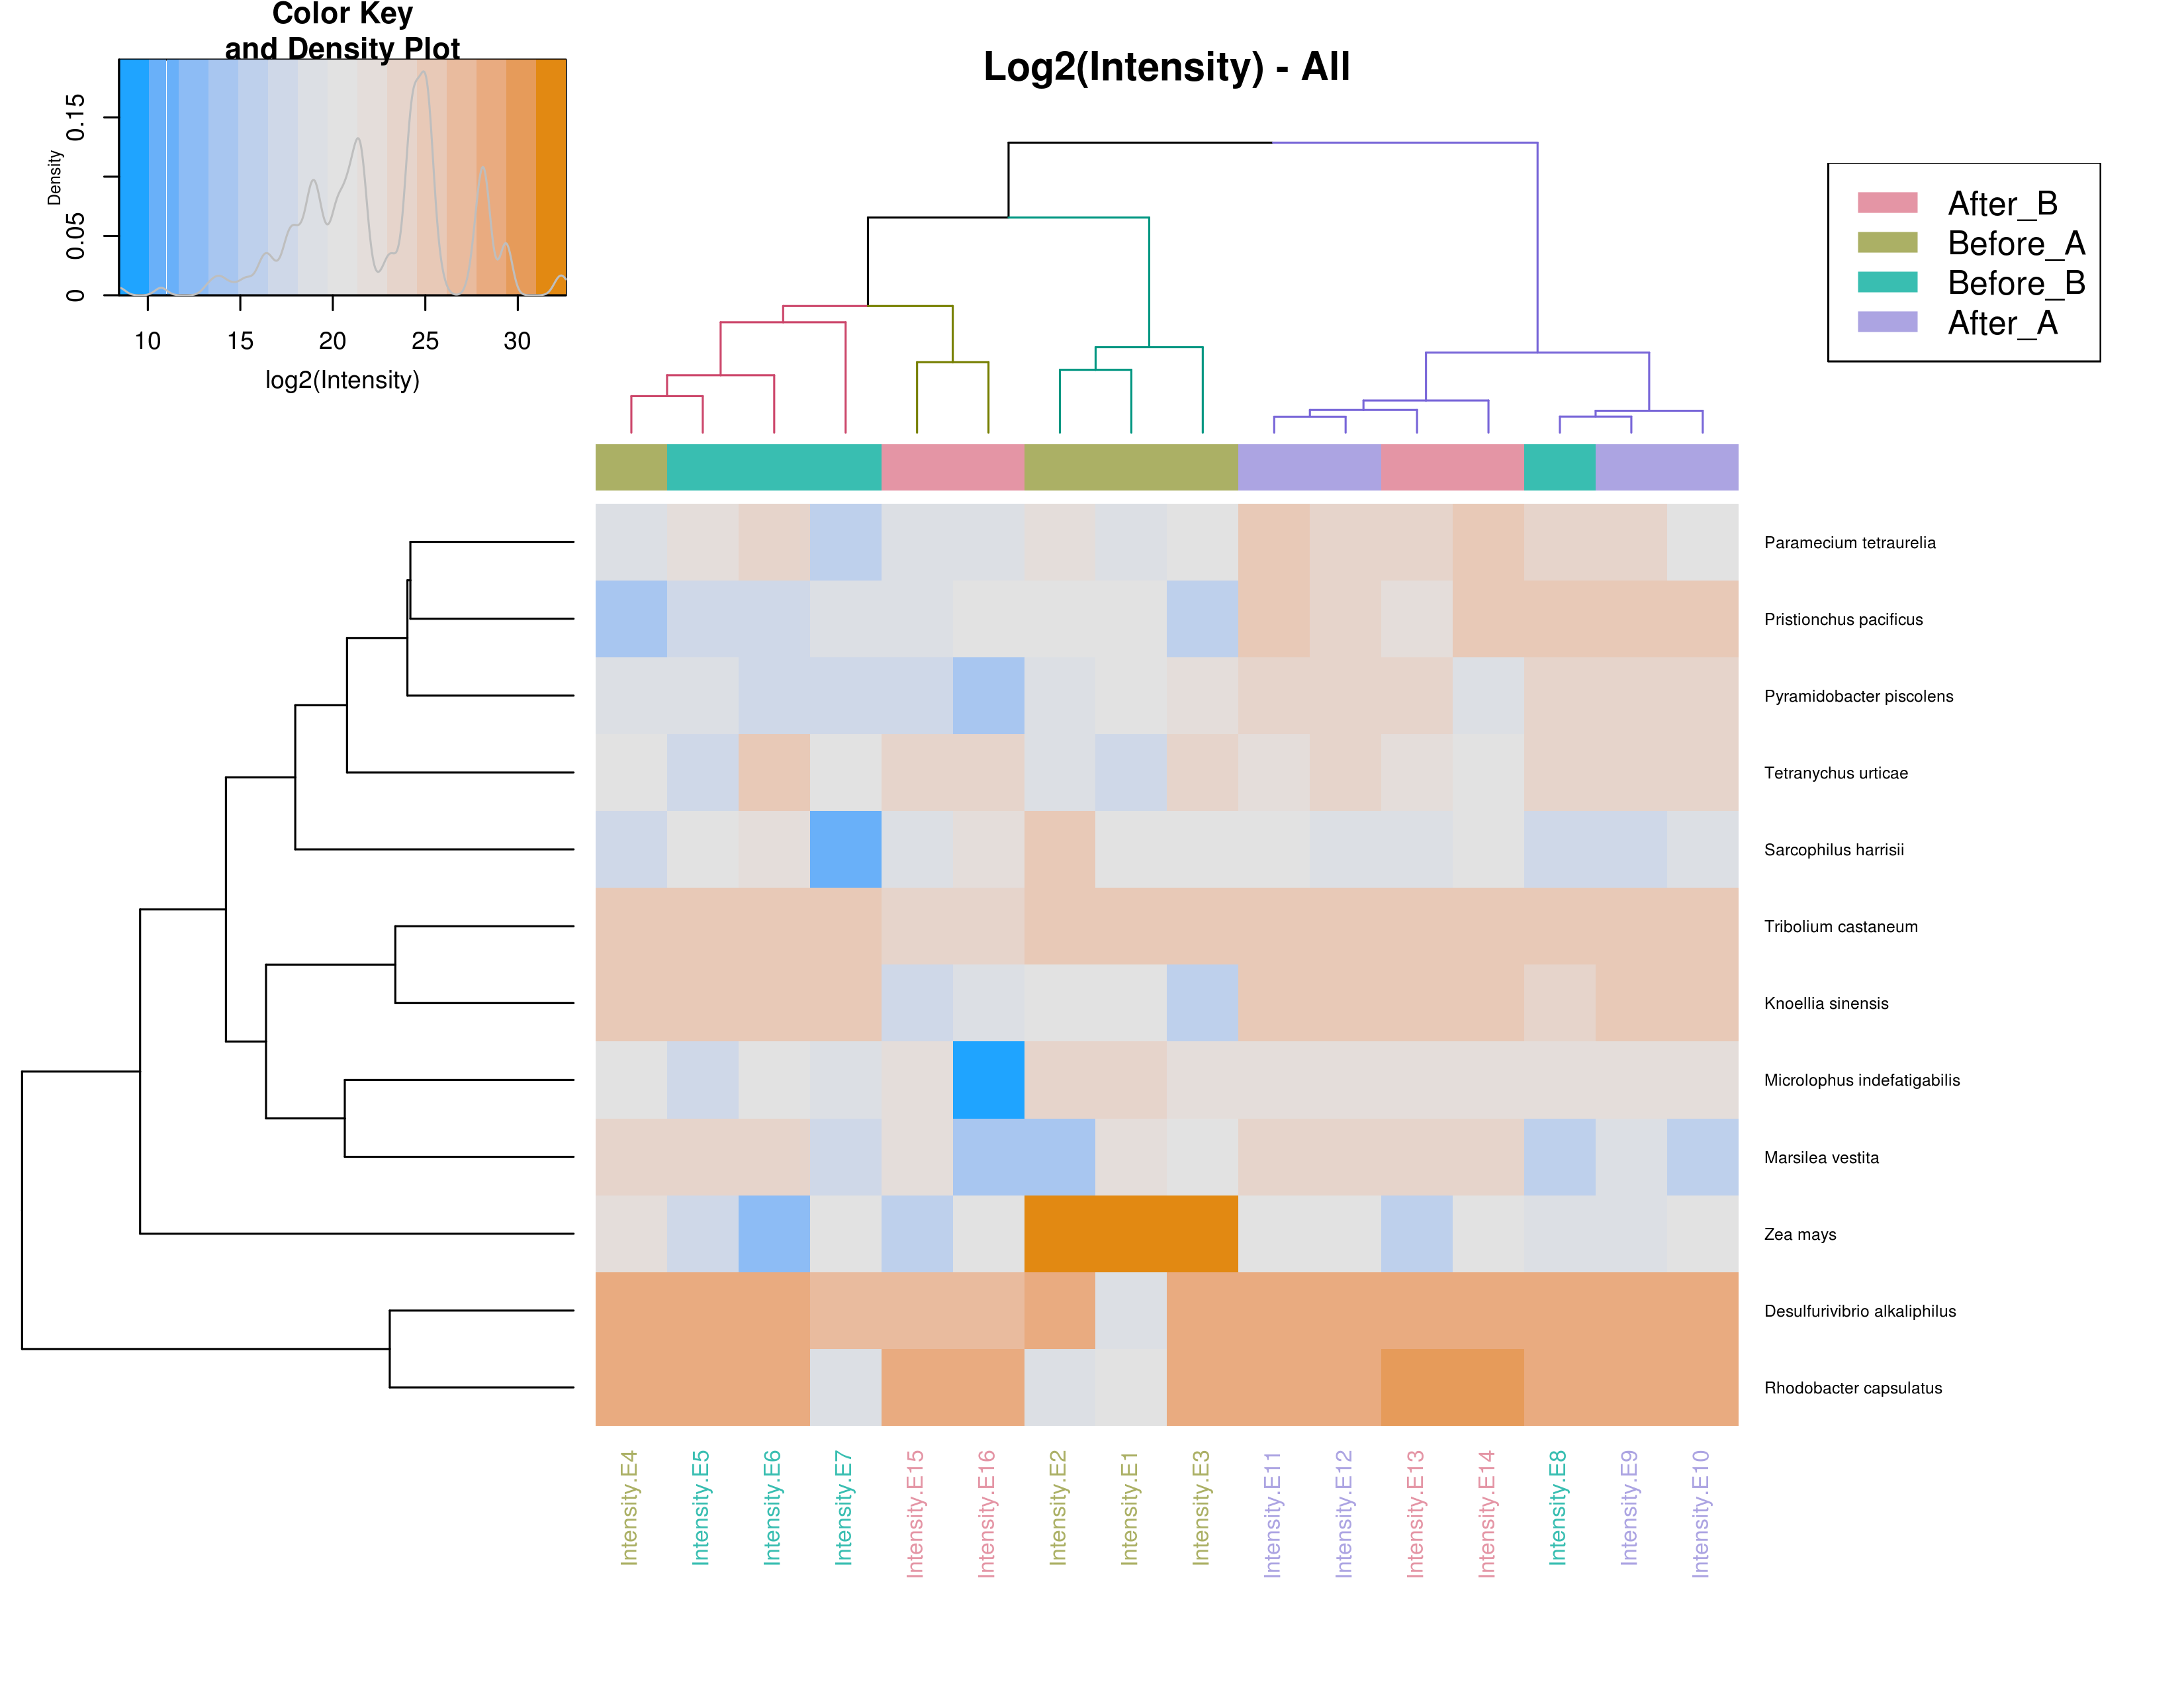 Color Key
and Density Plot
Density
0 0.05 0.15
10 15 20 25 30
log2(Intensity)
Log2(Intensity) - All
After_B
Before_A
Before_B
After_A
Paramecium tetraurelia
Pristionchus pacificus
Pyramidobacter piscolens
Tetranychus urticae
Sarcophilus harrisii
Tribolium castaneum
Knoellia sinensis
Microlophus indefatigabilis
Marsilea vestita
Zea mays
Desulfurivibrio alkaliphilus
Rhodobacter capsulatus
Intensity.E4
Intensity.E5
Intensity.E6
Intensity.E7
Intensity.E15
Intensity.E16
Intensity.E2
Intensity.E1
Intensity.E3
Intensity.E11
Intensity.E12
Intensity.E13
Intensity.E14
Intensity.E8
Intensity.E9
Intensity.E10